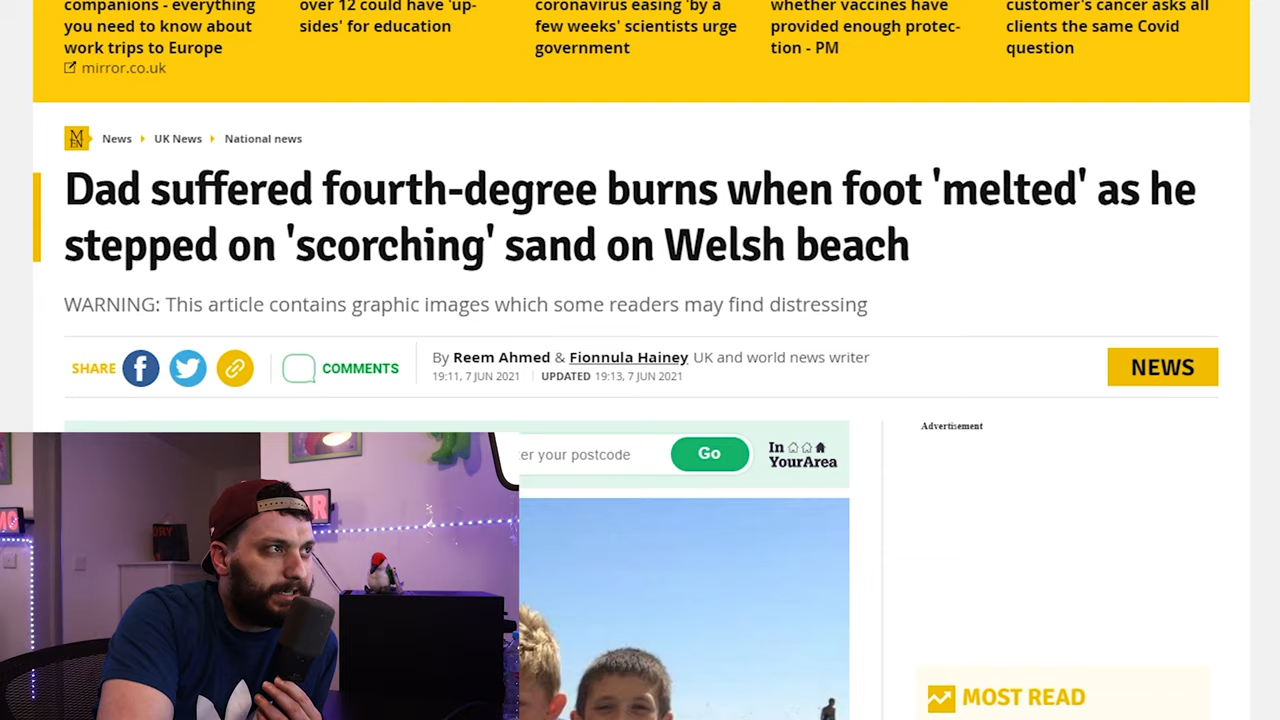 companions - everything
you need to know about
work trips to Europe
mirror.co.uk
over 12 could have 'up-
sides' for education
coronavirus easing 'by a
few weeks' scientists urge
government
whether vaccines have
provided enough protec-
tion - PM
customer's cancer asks all
clients the same Covid
question
M
EN
News
UK News
National news
Dad suffered fourth-degree burns when foot 'melted' as he
stepped on 'scorching' sand on Welsh beach
WARNING: This article contains graphic images which some readers may find distressing
SHARE
COMMENTS
By Reem Ahmed & Fionnula Hainey UK and world news writer
19:11, 7 JUN 2021 UPDATED 19:13, 7 JUN 2021
NEWS
Advertisement
er your postcode
Go
In
YourArea
MOST READ